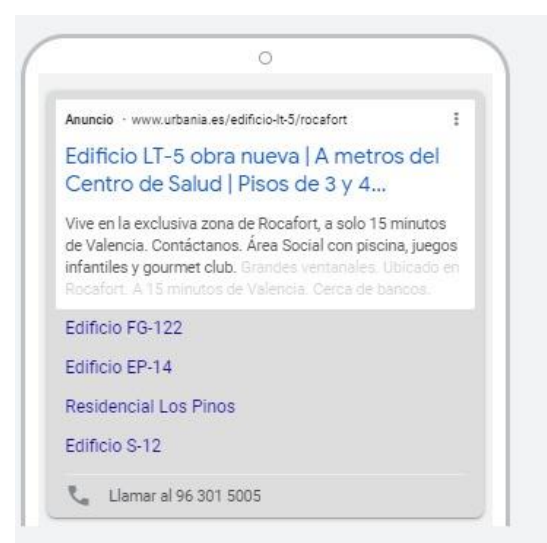 Anuncio · www.urbania.es/edificio-lt-5/rocafort
Edificio LT-5 obra nueva | A metros del
Centro de Salud | Pisos de 3 y 4...
Vive en la exclusiva zona de Rocafort, a solo 15 minutos
de Valencia. Contáctanos. Área Social con piscina, juegos
infantiles y gourmet club. Grandes ventanales. Ubicado en
Rocafort. A 15 minutos de Valencia. Cerca de bancos.
Edificio FG-122
Edificio EP-14
Residencial Los Pinos
Edificio S-12
Llamar al 96 301 5005